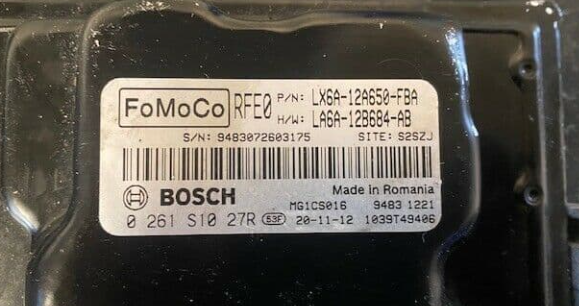 FoMoCo RFE0 P/N: LX6A-12A650-FBA
H/W: LA6A-12B684-AB
S/N: 9483072603175 SITE: S2SZJ
BOSCH Made in Romania
MG1CS016 9483 1221
0 261 S10 27R 53F 20-11-12 1039T49406